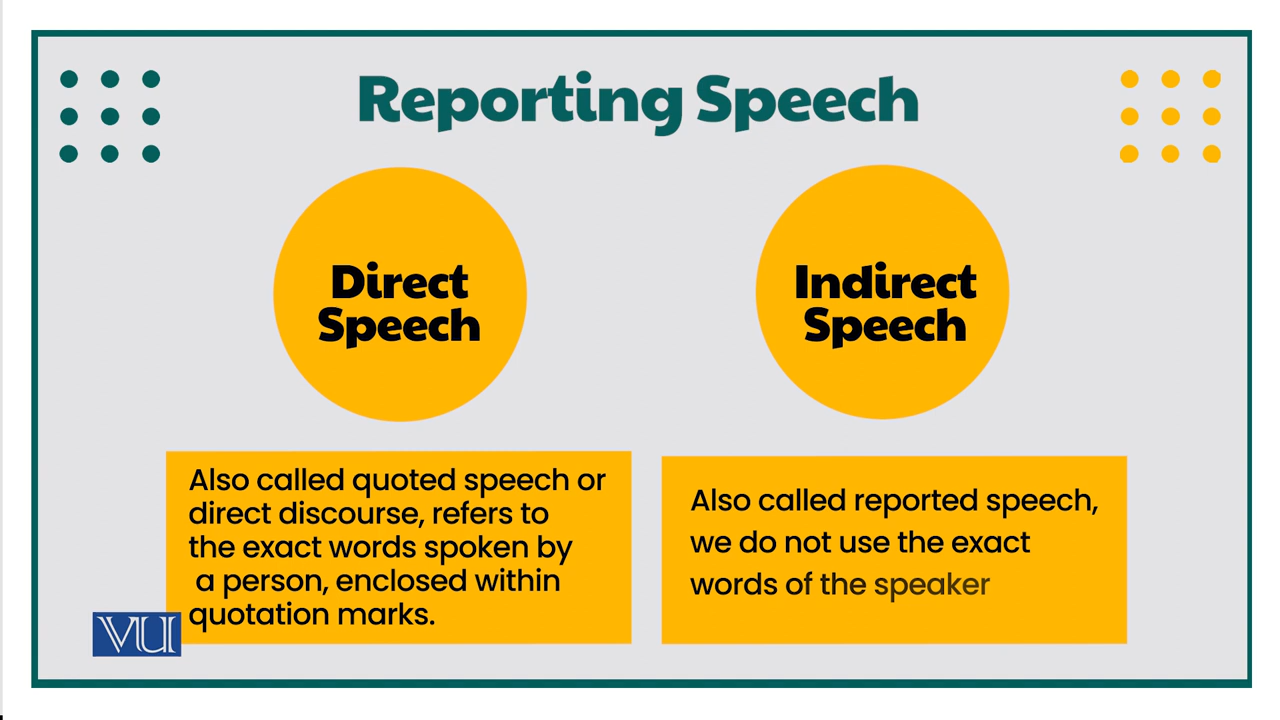 Reporting Speech
Direct
Speech
Also called quoted speech or
direct discourse, refers to
the exact words spoken by
a person, enclosed within
quotation marks.
Indirect
Speech
Also called reported speech,
we do not use the exact
words of the speaker
VU